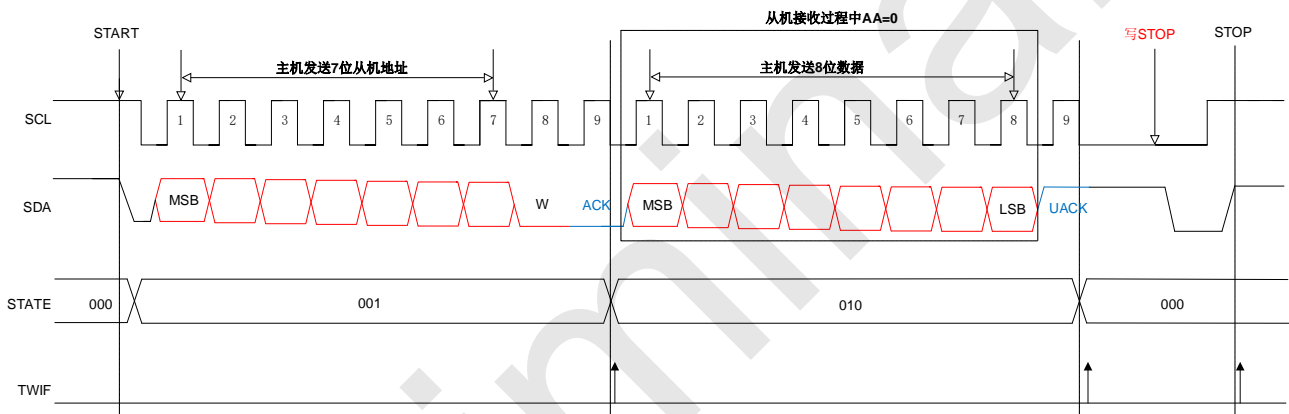 从机接收过程中AA=0
START
写STOP
STOP
主机发送7位从机地址
主机发送8位数据
SCL
1 2 3 4 5 6 7 8 9 1 2 3 4 5 6 7 8 9
SDA
MSB W ACK MSB LSB UACK
STATE 000 001 010 000
TWIF